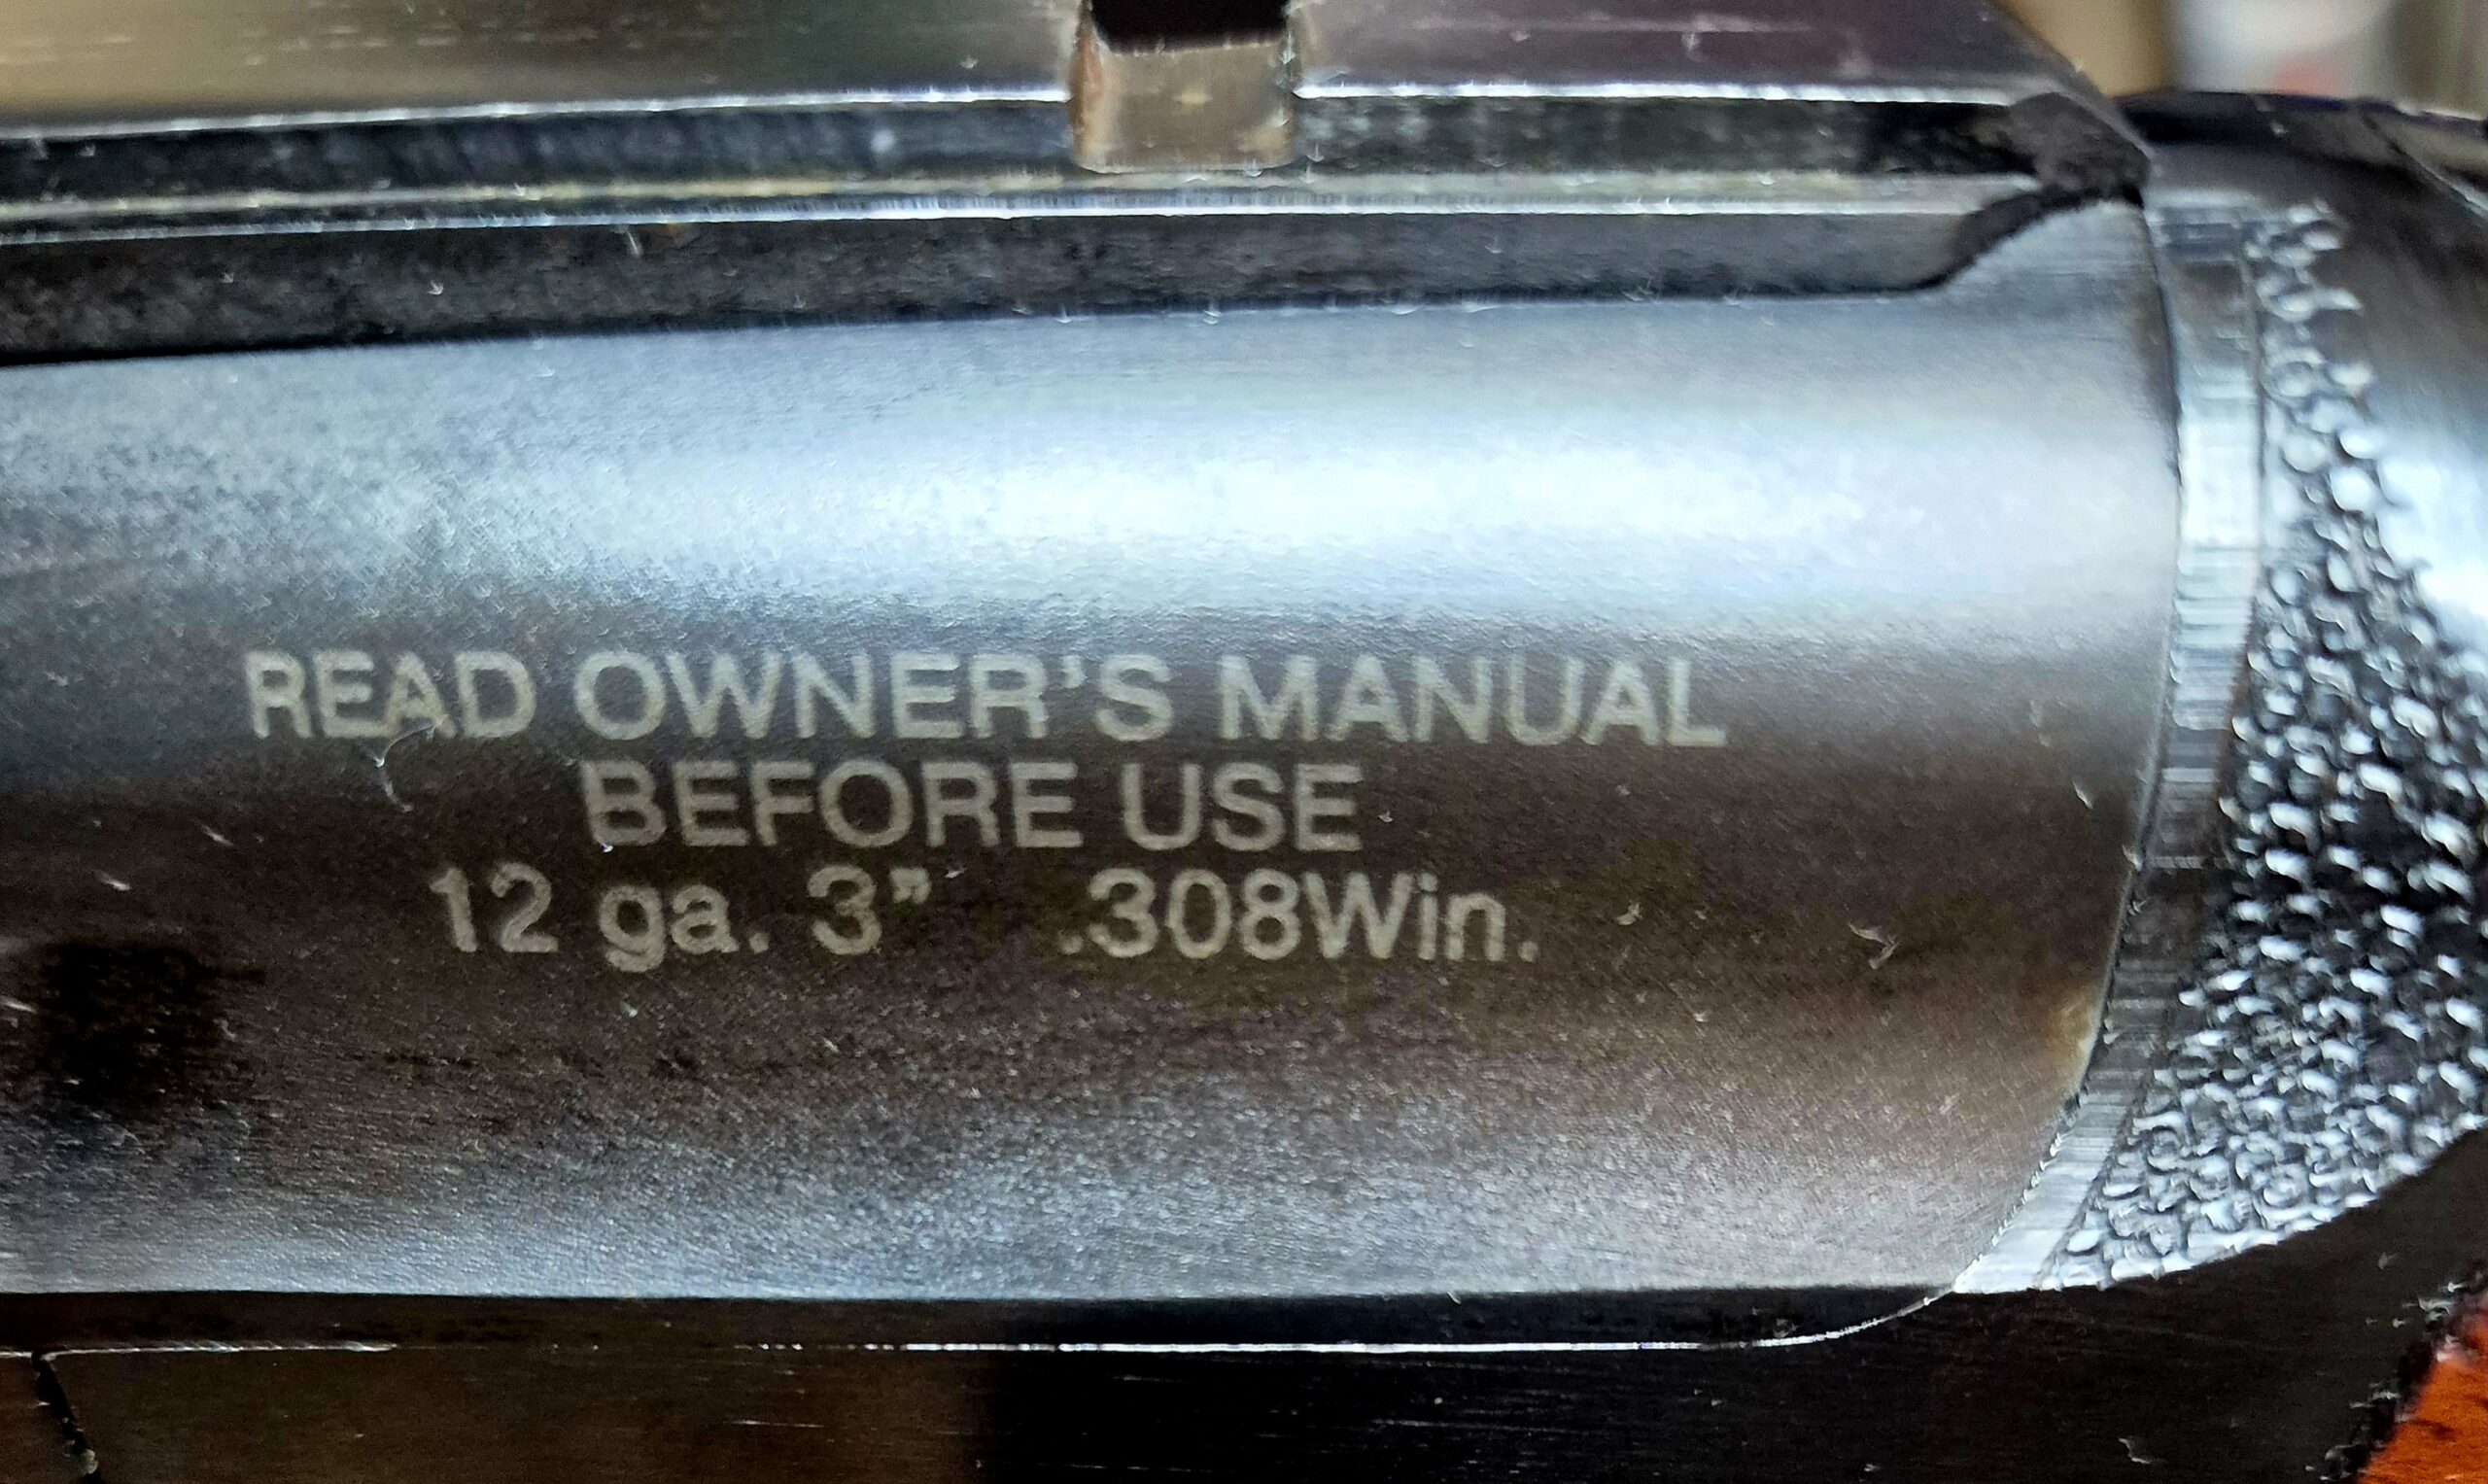 READ OWNER’S MANUAL
BEFORE USE
12 ga. 3” .308Win.